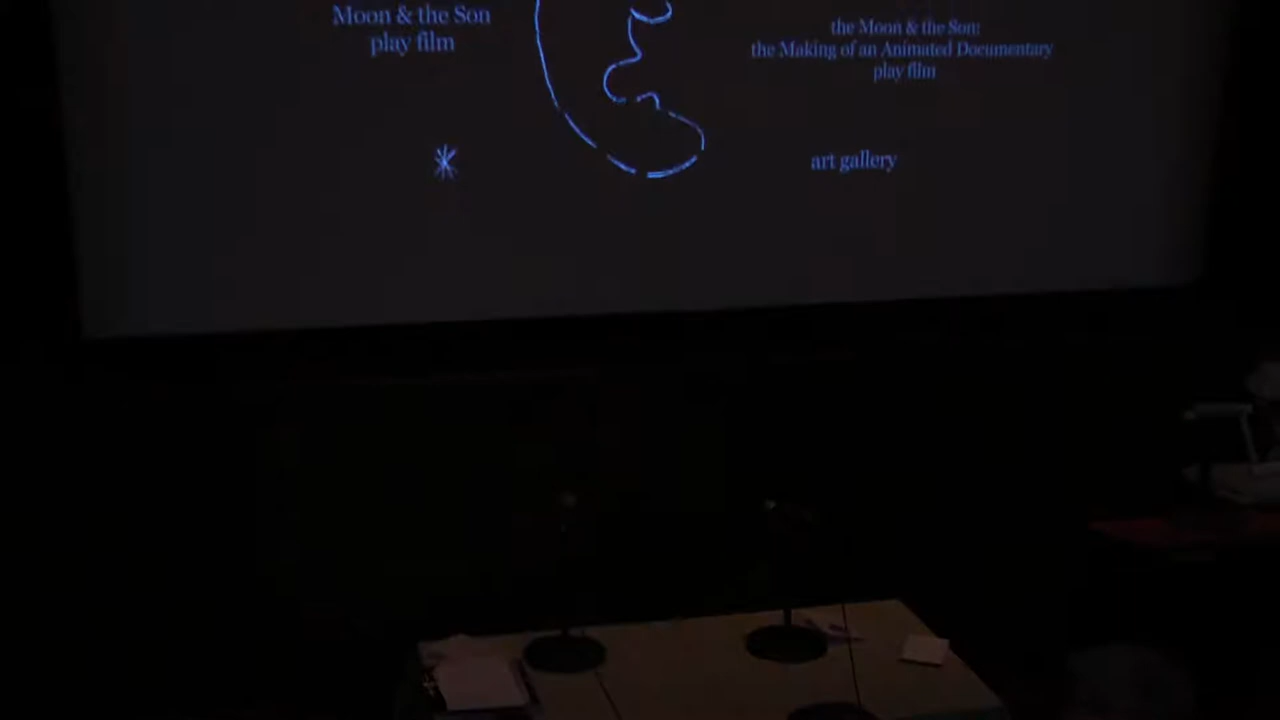 Moon & the Son
play film
the Moon & the Son:
the Making of an Animated Documentary
play film
art gallery